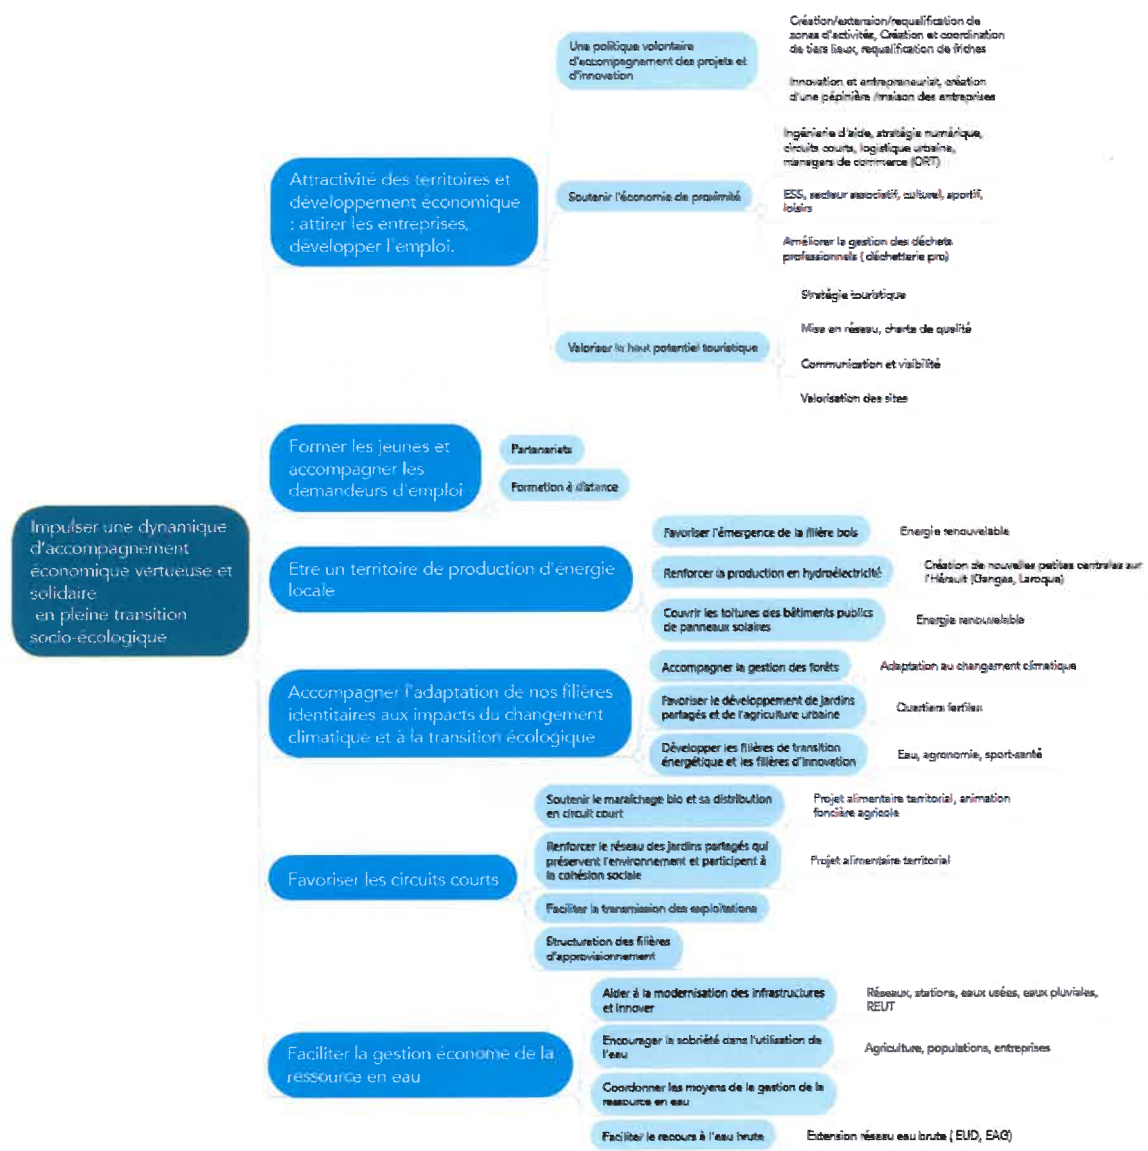 Impulser une dynamique
d'accompagnement
économique vertueuse et
solidaire
en pleine transition
socio-écologique
Attractivité des territoires et
développement économique
: attirer les entreprises,
développer l'emploi.
Une politique volontaire
d'accompagnement des projets et
d'innovation
Création/extension/requalification de
zones d'activités, Création et coordination
de tiers lieux, requalification de friches
Innovation et entrepreneuriat, création
d'une pépinière /maison des entreprises
Soutenir l'économie de proximité
Ingénierie d'aide, stratégie numérique,
circuits courts, logistique urbaine,
managers de commerce (ORT)
ESS, secteur associatif, culturel, sportif,
loisirs
Améliorer la gestion des déchets
professionnels ( déchetterie pro)
Valoriser le haut potentiel touristique
Stratégie touristique
Mise en réseau, charte de qualité
Communication et visibilité
Valorisation des sites
Former les jeunes et
accompagner les
demandeurs d'emploi
Partenariats
Formation à distance
Etre un territoire de production d'énergie
locale
Favoriser l'émergence de la filière bois
Energie renouvelable
Renforcer la production en hydroélectricité
Création de nouvelles petites centrales sur
l'Hérault (Ganges, Laroque)
Couvrir les toitures des bâtiments publics
de panneaux solaires
Energie renouvelable
Accompagner l'adaptation de nos filières
identitaires aux impacts du changement
climatique et à la transition écologique
Accompagner la gestion des forêts
Adaptation au changement climatique
Favoriser le développement de jardins
partagés et de l'agriculture urbaine
Quartiers fertiles
Développer les filières de transition
énergétique et les filières d'innovation
Eau, agronomie, sport-santé
Favoriser les circuits courts
Soutenir le maraîchage bio et sa distribution
en circuit court
Projet alimentaire territorial, animation
foncière agricole
Renforcer le réseau des jardins partagés qui
préservent l'environnement et participent à
la cohésion sociale
Projet alimentaire territorial
Faciliter la transmission des exploitations
Structuration des filières
d'approvisionnement
Faciliter la gestion économe de la
ressource en eau
Aider à la modernisation des infrastructures
et innover
Réseaux, stations, eaux usées, eaux pluviales,
REUT
Encourager la sobriété dans l'utilisation de
l'eau
Agriculture, populations, entreprises
Coordonner les moyens de la gestion de la
ressource en eau
Faciliter le recours à l'eau brute
Extension réseau eau brute ( EUD, EAG)